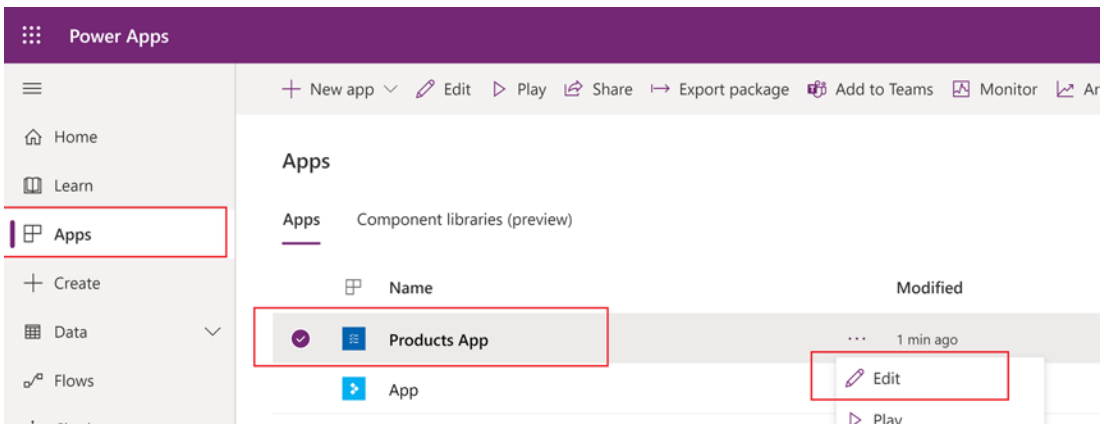 Power Apps
New app Edit Play Share Export package Add to Teams Monitor
Home
Learn
Apps
Create
Data
Flows
Apps
Apps Component libraries (preview)
Name Modified
Products App ... 1 min ago
App
Edit
Play